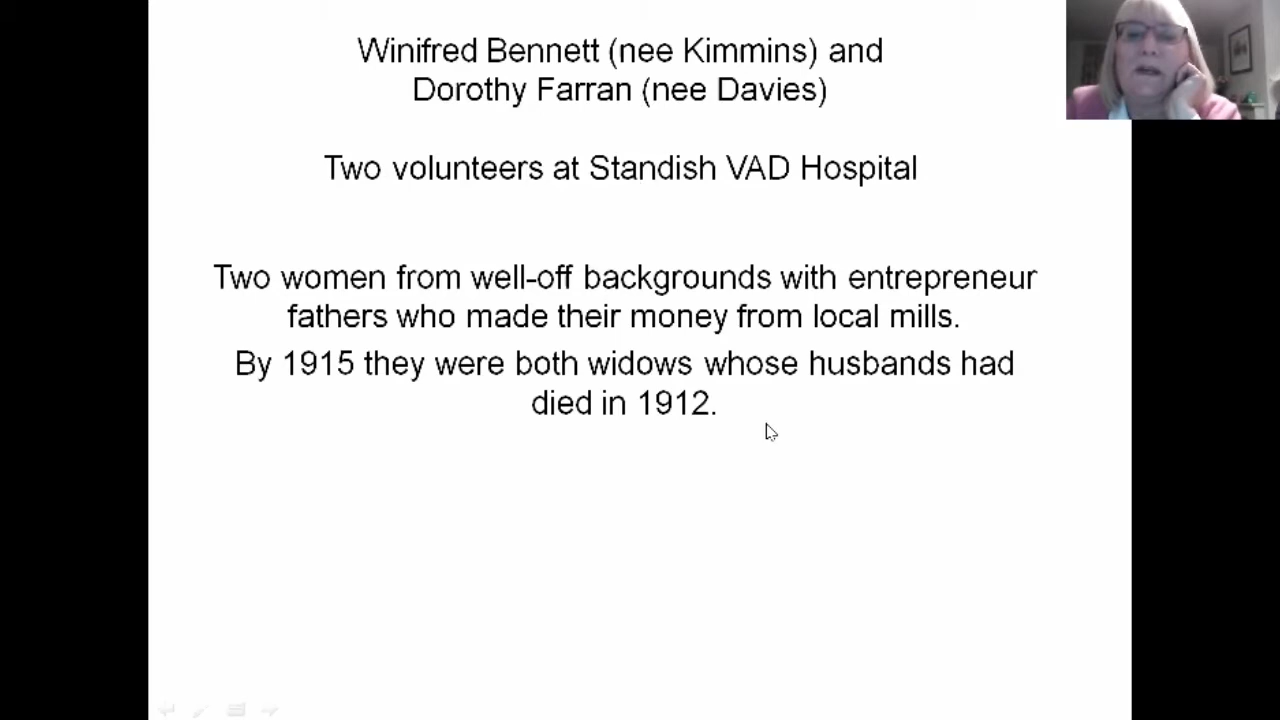 Winifred Bennett (nee Kimmins) and
Dorothy Farran (nee Davies)
Two volunteers at Standish VAD Hospital
Two women from well-off backgrounds with entrepreneur
fathers who made their money from local mills.
By 1915 they were both widows whose husbands had
died in 1912.